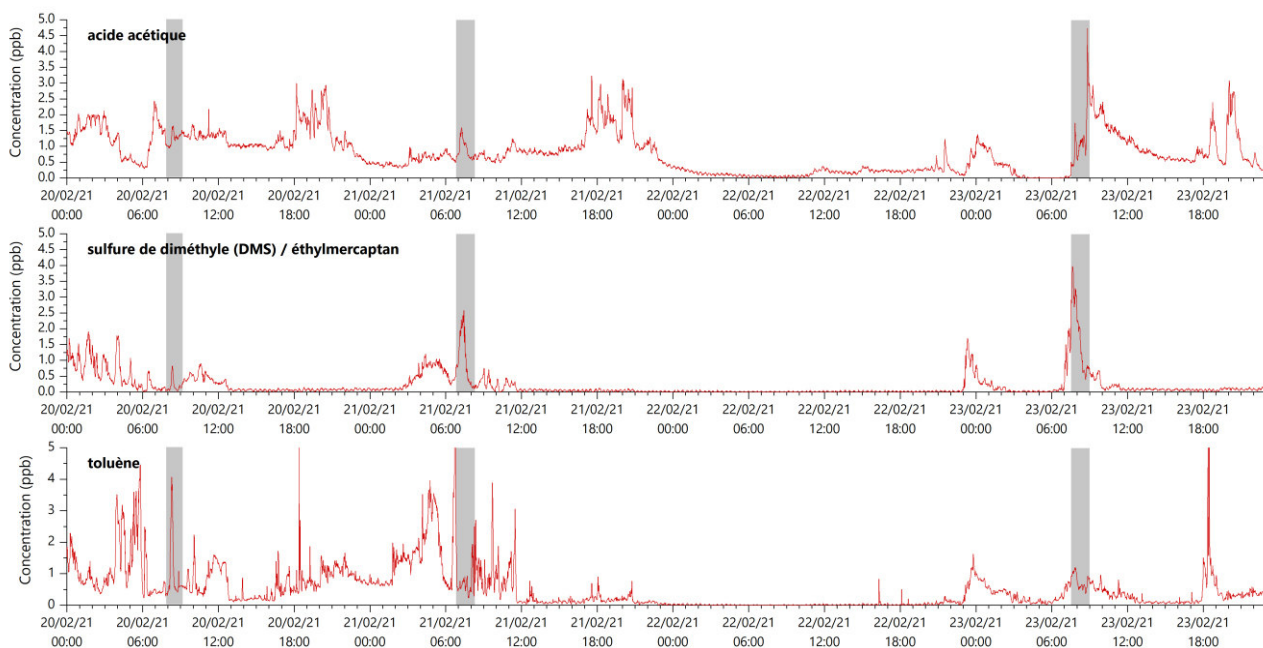 5.0
4.5
4.0
3.5
3.0
2.5
2.0
1.5
1.0
0.5
0.0
Concentration (ppb)
acide acétique
20/02/21 20/02/21 20/02/21 20/02/21 21/02/21 21/02/21 21/02/21 21/02/21 22/02/21 22/02/21 22/02/21 22/02/21 23/02/21 23/02/21 23/02/21 23/02/21
00:00 06:00 12:00 18:00 00:00 06:00 12:00 18:00 00:00 06:00 12:00 18:00 00:00 06:00 12:00 18:00
5.0
4.5
4.0
3.5
3.0
2.5
2.0
1.5
1.0
0.5
0.0
Concentration (ppb)
sulfure de diméthyle (DMS) / éthylmercaptan
20/02/21 20/02/21 20/02/21 20/02/21 21/02/21 21/02/21 21/02/21 21/02/21 22/02/21 22/02/21 22/02/21 22/02/21 23/02/21 23/02/21 23/02/21 23/02/21
00:00 06:00 12:00 18:00 00:00 06:00 12:00 18:00 00:00 06:00 12:00 18:00 00:00 06:00 12:00 18:00
5
4
3
2
1
0
Concentration (ppb)
toluène
20/02/21 20/02/21 20/02/21 20/02/21 21/02/21 21/02/21 21/02/21 21/02/21 22/02/21 22/02/21 22/02/21 22/02/21 23/02/21 23/02/21 23/02/21 23/02/21
00:00 06:00 12:00 18:00 00:00 06:00 12:00 18:00 00:00 06:00 12:00 18:00 00:00 06:00 12:00 18:00